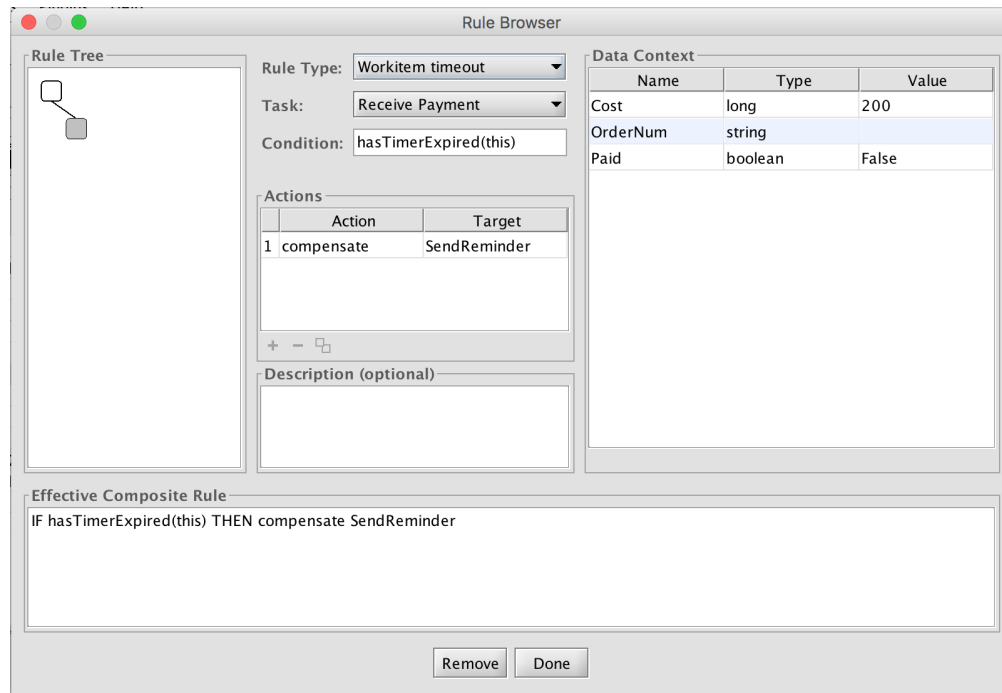 Rule Browser
Rule Tree
Rule Type: Workitem timeout
Task: Receive Payment
Condition: hasTimerExpired(this)
Actions
Action Target
1 compensate SendReminder
Description (optional)
Data Context
Name Type Value
Cost long 200
OrderNum string
Paid boolean False
Effective Composite Rule
IF hasTimerExpired(this) THEN compensate SendReminder
Remove Done